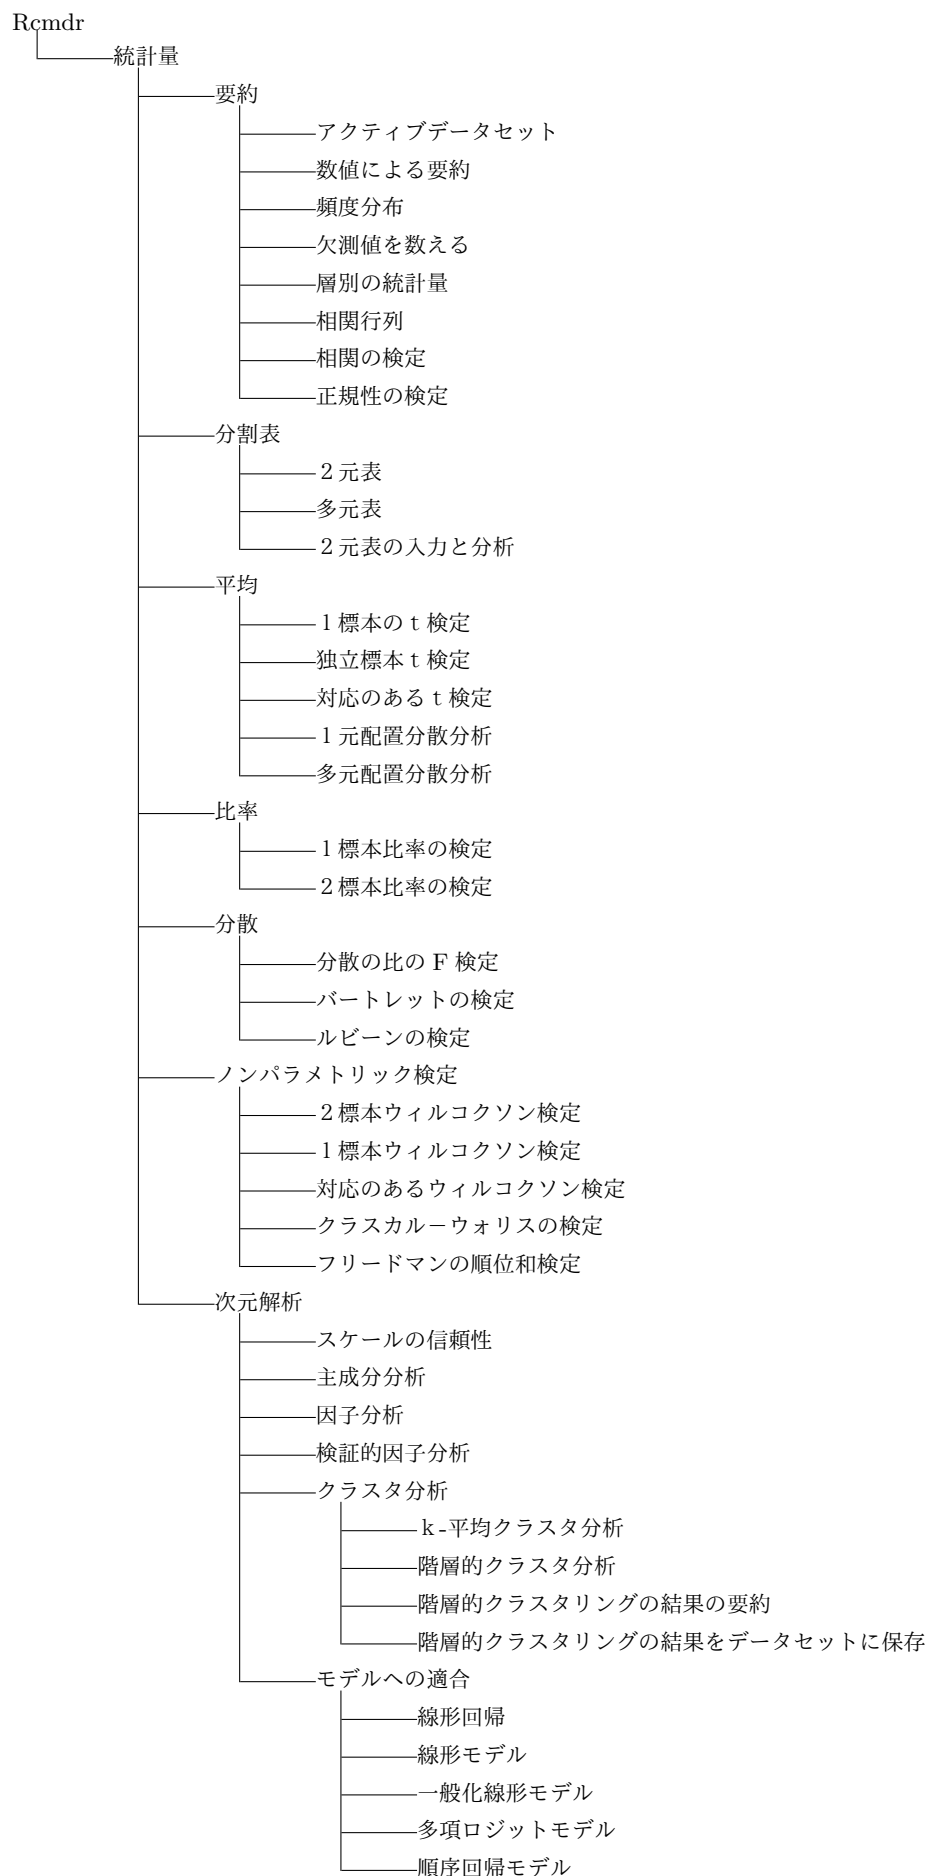 Rcmdr
統計量
要約
アクティブデータセット
数値による要約
頻度分布
欠測値を数える
層別の統計量
相関行列
相関の検定
正規性の検定
分割表
２元表
多元表
２元表の入力と分析
平均
１標本のｔ検定
独立標本ｔ検定
対応のあるｔ検定
１元配置分散分析
多元配置分散分析
比率
１標本比率の検定
２標本比率の検定
分散
分散の比の F 検定
バートレットの検定
ルビーンの検定
ノンパラメトリック検定
２標本ウィルコクソン検定
１標本ウィルコクソン検定
対応のあるウィルコクソン検定
クラスカル－ウォリスの検定
フリードマンの順位和検定
次元解析
スケールの信頼性
主成分分析
因子分析
検証的因子分析
クラスタ分析
ｋ-平均クラスタ分析
階層的クラスタ分析
階層的クラスタリングの結果の要約
階層的クラスタリングの結果をデータセットに保存
モデルへの適合
線形回帰
線形モデル
一般化線形モデル
多項ロジットモデル
順序回帰モデル